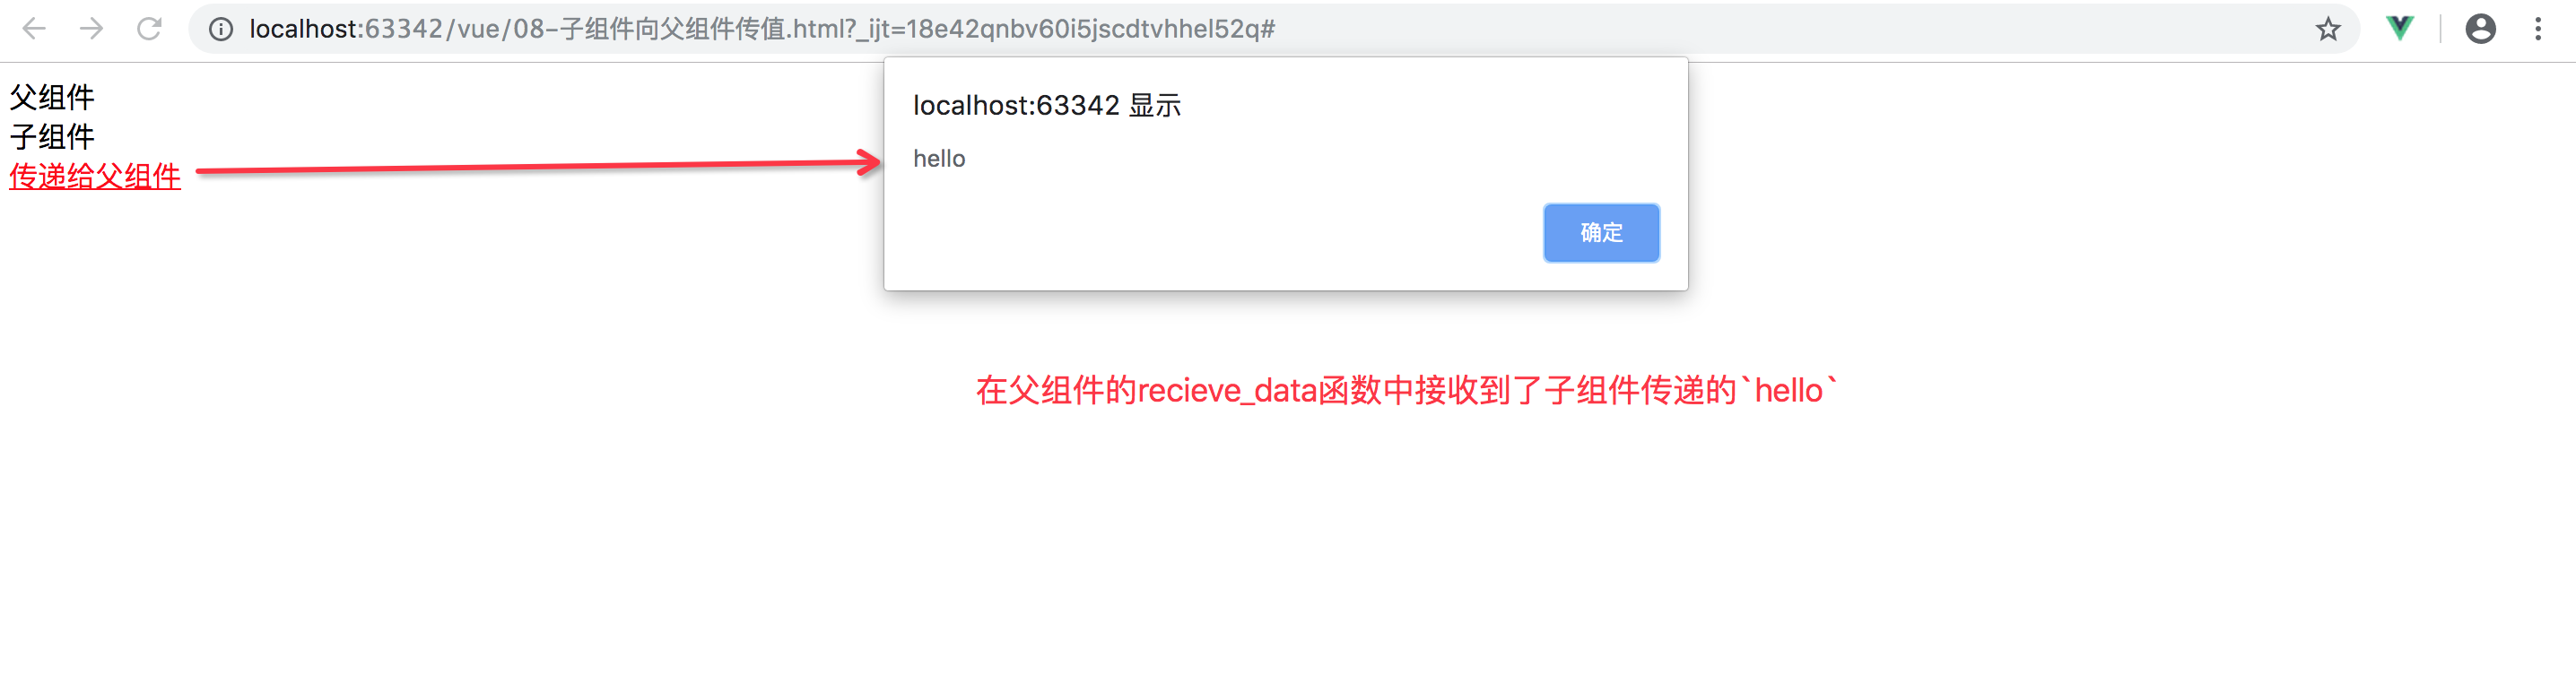 localhost:63342/vue/08-子组件向父组件传值.html?_ijt=18e42qnbv60i5jscdtvhhel52q#
父组件
子组件
传递给父组件
localhost:63342 显示
hello
确定
在父组件的recieve_data函数中接收到了子组件传递的`hello`